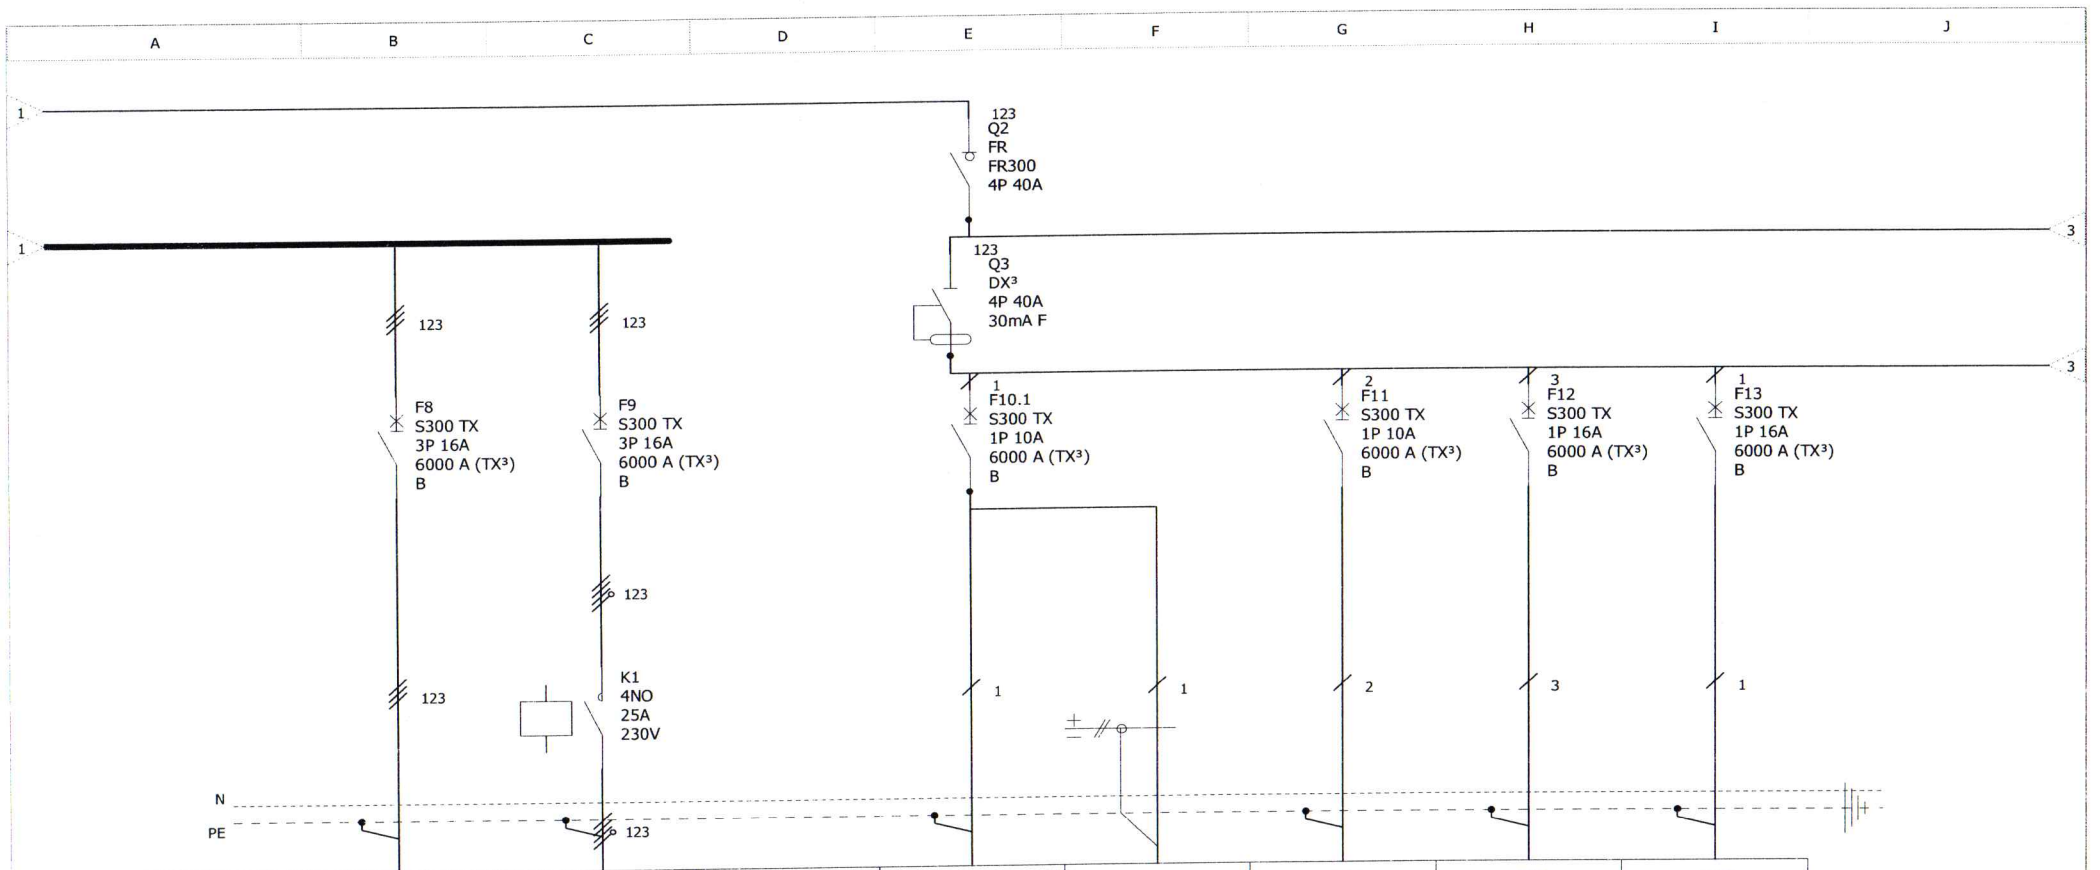 A B C D E F G H I J
1
123
Q2
FR
FR300
4P 40A
1
3
123
Q3
DX³
4P 40A
30mA F
123
123
3
F8
S300 TX
3P 16A
6000 A (TX³)
B
F9
S300 TX
3P 16A
6000 A (TX³)
B
1
F10.1
S300 TX
1P 10A
6000 A (TX³)
B
2
F11
S300 TX
1P 10A
6000 A (TX³)
B
3
F12
S300 TX
1P 16A
6000 A (TX³)
B
1
F13
S300 TX
1P 16A
6000 A (TX³)
B
123
123
K1
4NO
25A
230V
1
1
2
3
1
+
−
N
PE
123